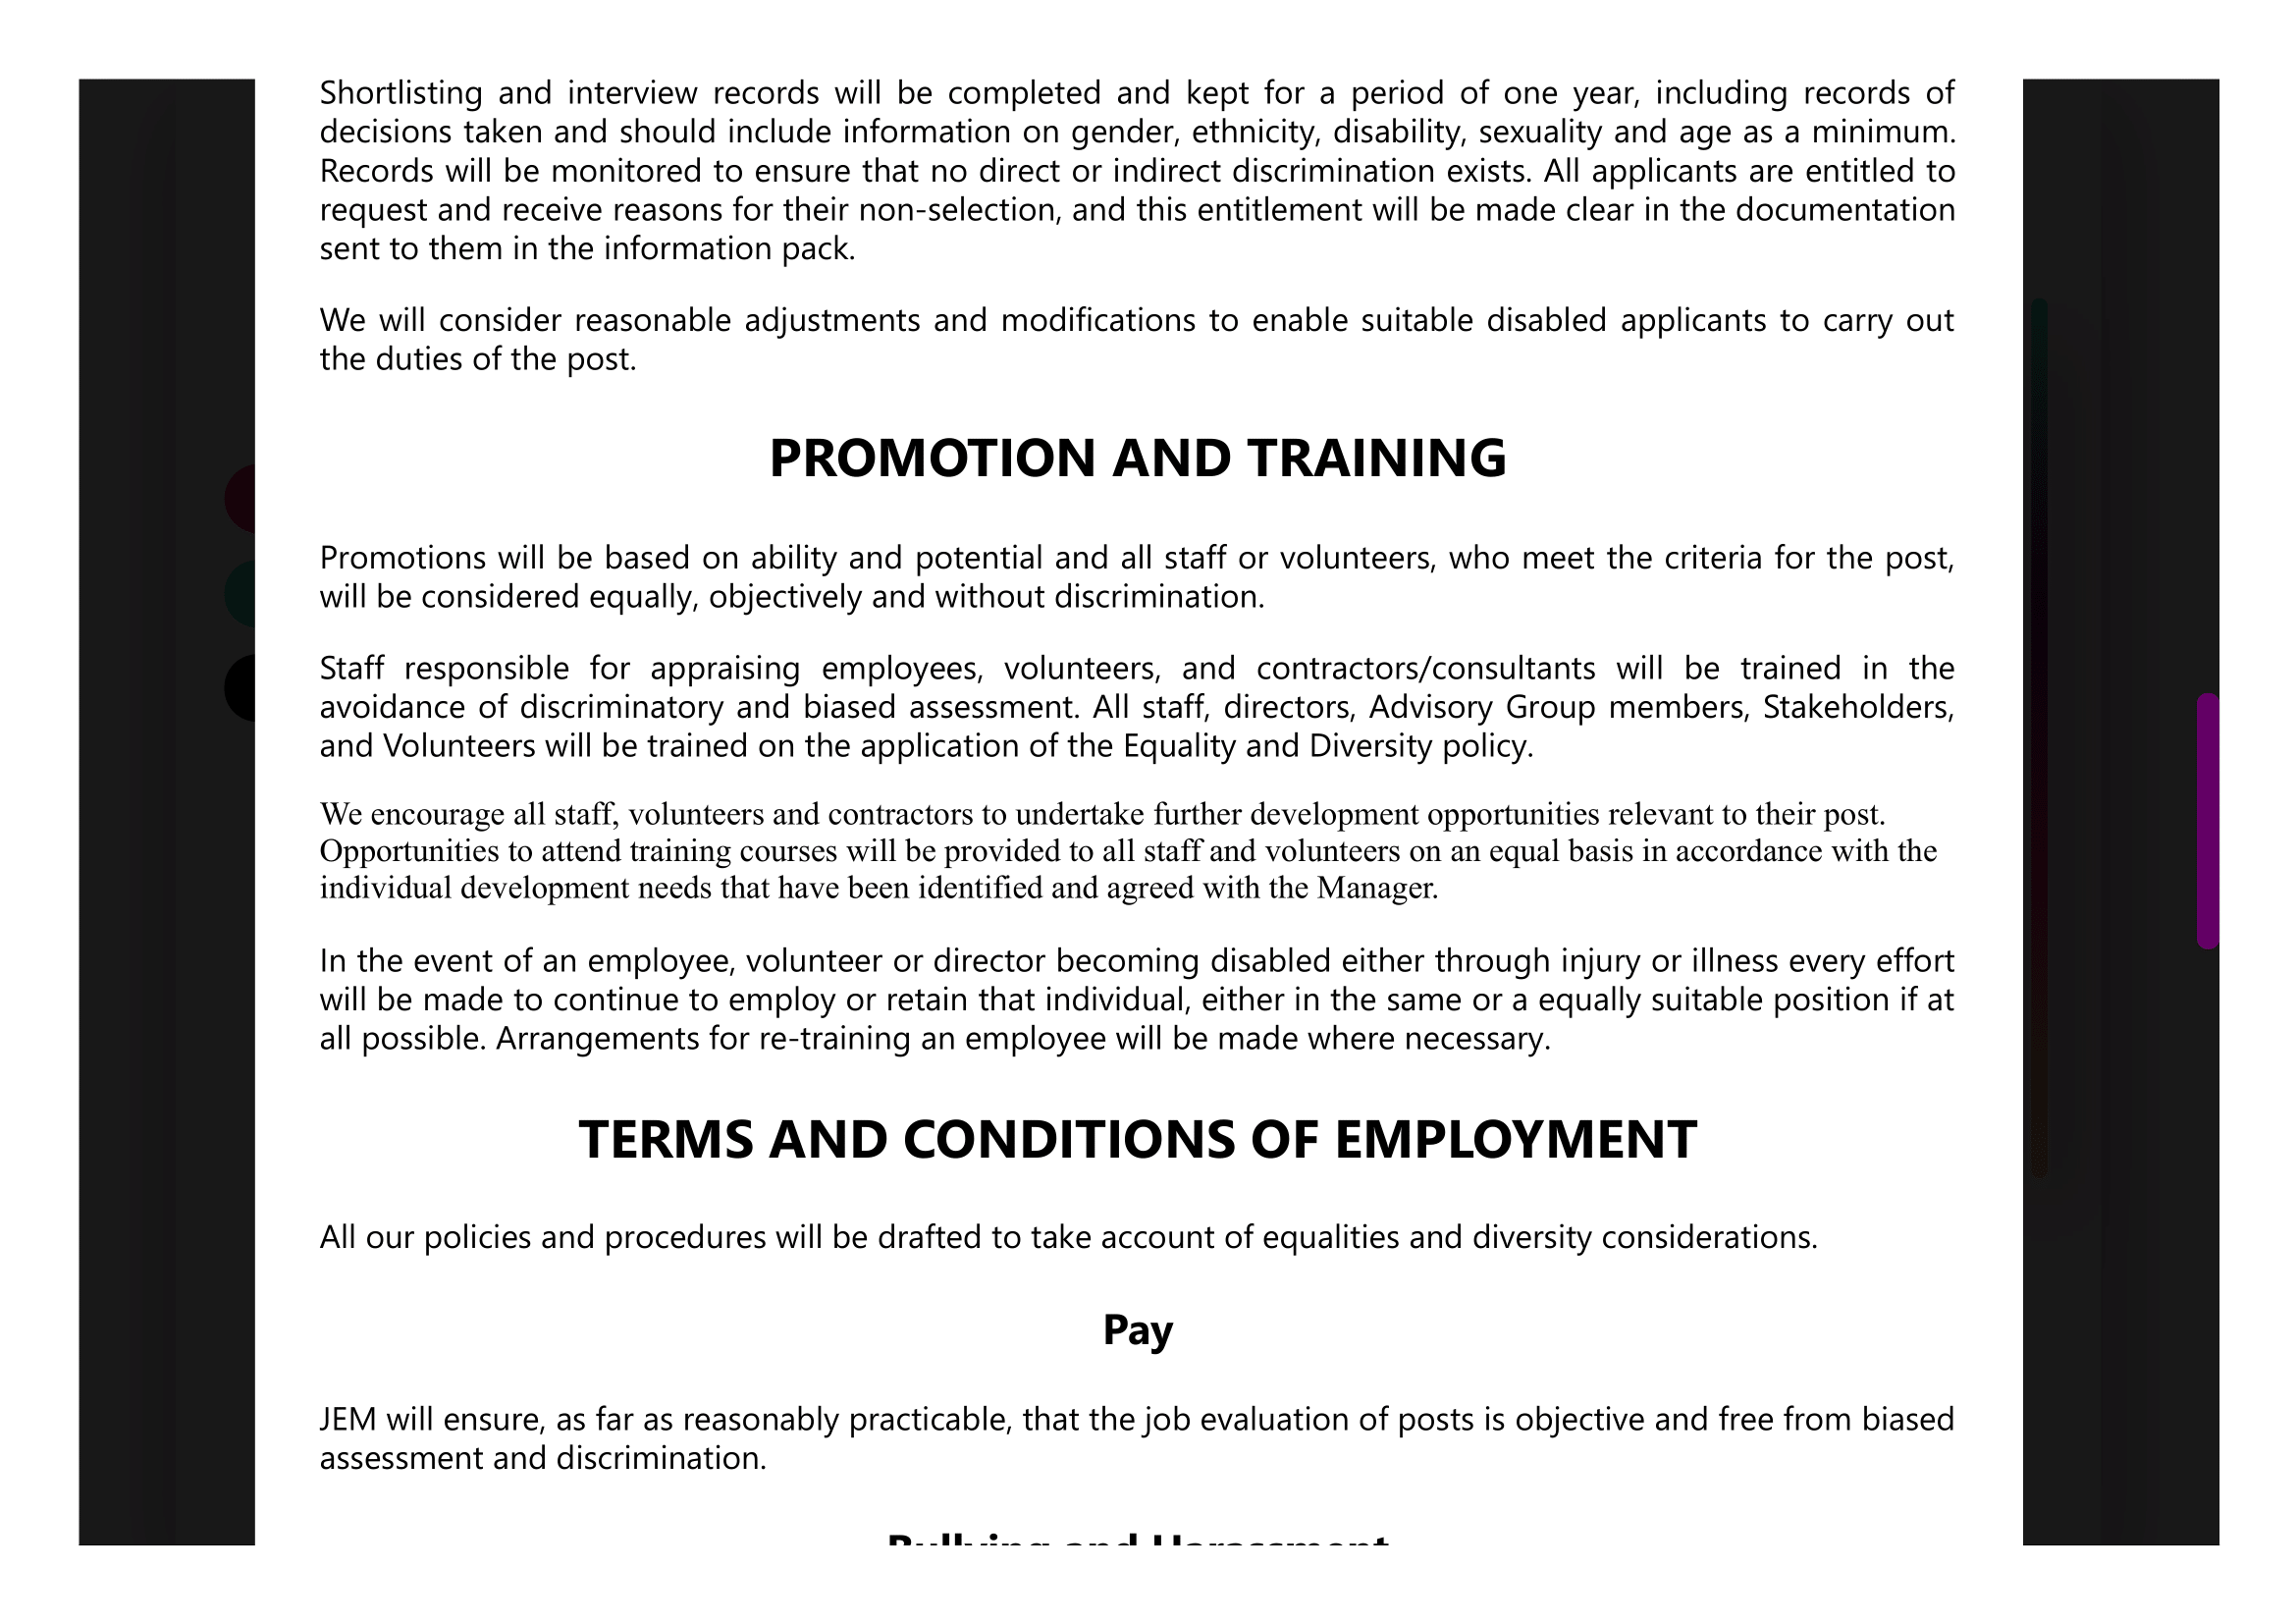 Shortlisting and interview records will be completed and kept for a period of one year, including records of
decisions taken and should include information on gender, ethnicity, disability, sexuality and age as a minimum.
Records will be monitored to ensure that no direct or indirect discrimination exists. All applicants are entitled to
request and receive reasons for their non-selection, and this entitlement will be made clear in the documentation
sent to them in the information pack.
We will consider reasonable adjustments and modifications to enable suitable disabled applicants to carry out
the duties of the post.
PROMOTION AND TRAINING
Promotions will be based on ability and potential and all staff or volunteers, who meet the criteria for the post,
will be considered equally, objectively and without discrimination.
Staff responsible for appraising employees, volunteers, and contractors/consultants will be trained in the
avoidance of discriminatory and biased assessment. All staff, directors, Advisory Group members, Stakeholders,
and Volunteers will be trained on the application of the Equality and Diversity policy.
We encourage all staff, volunteers and contractors to undertake further development opportunities relevant to their post.
Opportunities to attend training courses will be provided to all staff and volunteers on an equal basis in accordance with the
individual development needs that have been identified and agreed with the Manager.
In the event of an employee, volunteer or director becoming disabled either through injury or illness every effort
will be made to continue to employ or retain that individual, either in the same or a equally suitable position if at
all possible. Arrangements for re-training an employee will be made where necessary.
TERMS AND CONDITIONS OF EMPLOYMENT
All our policies and procedures will be drafted to take account of equalities and diversity considerations.
Pay
JEM will ensure, as far as reasonably practicable, that the job evaluation of posts is objective and free from biased
assessment and discrimination.
Bullying and Harassment